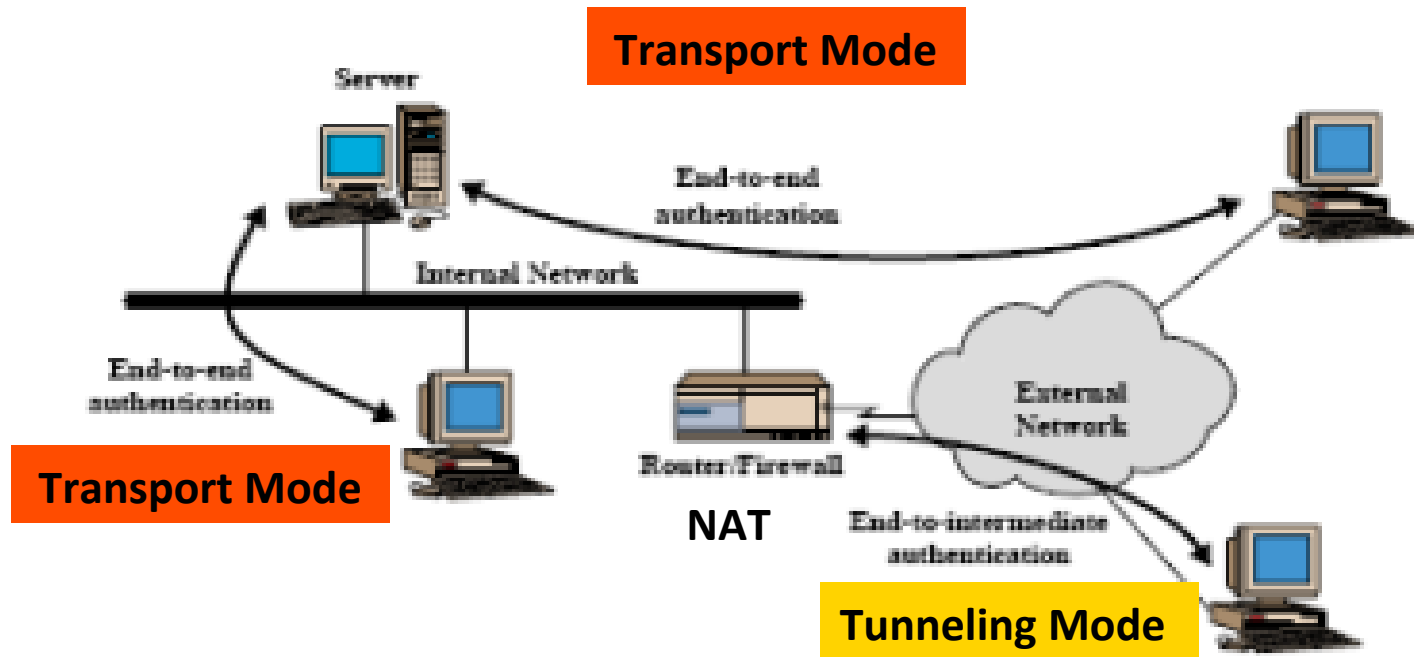 Transport Mode
Server
End-to-end
authentication
Internal Network
End-to-end
authentication
External
Network
Transport Mode
Router/Firewall
NAT
End-to-intermediate
authentication
Tunneling Mode